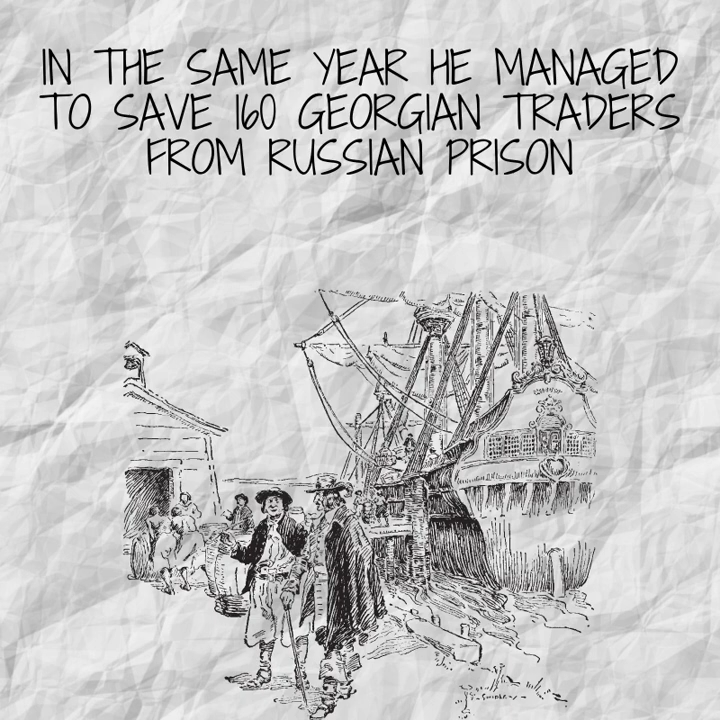 IN THE SAME YEAR HE MANAGED
TO SAVE 160 GEORGIAN TRADERS
FROM RUSSIAN PRISON